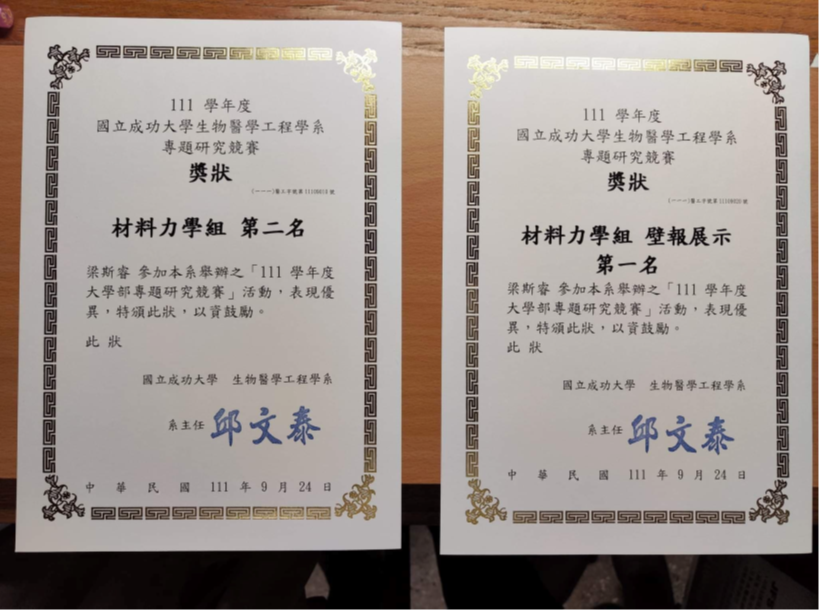 111 學年度
國立成功大學生物醫學工程學系
專題研究競賽
獎狀
材料力學組 第二名
梁斯睿 參加本系舉辦之「111 學年度
大學部專題研究競賽」活動，表現優
異，特頒此狀，以資鼓勵。
此 狀
國立成功大學 生物醫學工程學系
系主任 邱文泰
中 華 民 國 111 年 9 月 24 日
111 學年度
國立成功大學生物醫學工程學系
專題研究競賽
獎狀
材料力學組 壁報展示
第一名
梁斯睿 參加本系舉辦之「111 學年度
大學部專題研究競賽」活動，表現優
異，特頒此狀，以資鼓勵。
此 狀
國立成功大學 生物醫學工程學系
系主任 邱文泰
中 華 民 國 111 年 9 月 24 日